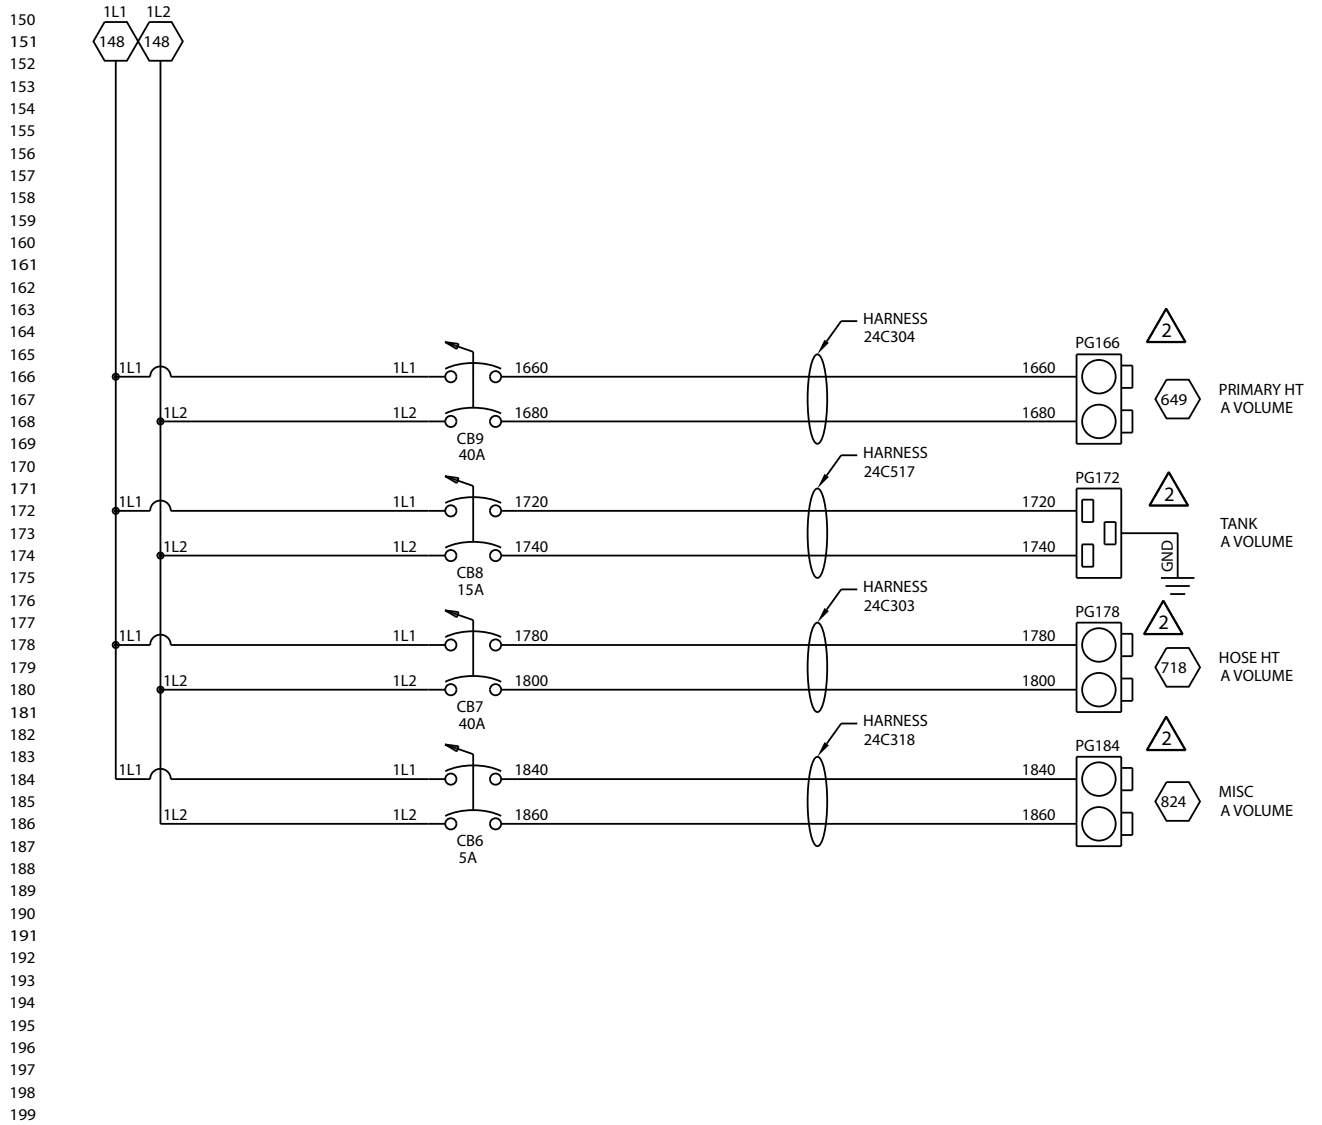 150
1L1 1L2
151
148 148
152
153
154
155
156
157
158
159
160
161
162
163
HARNESS
24C304
2
164
PG166
165
166
1L1 1L1 1660 1660
167
649
PRIMARY HT
A VOLUME
168
1L2 1L2 1680 1680
CB9
40A
169
HARNESS
24C517
170
PG172
2
171
172
1L1 1L1 1720 1720
173
TANK
A VOLUME
174
1L2 1L2 1740 1740
GND
CB8
15A
175
HARNESS
24C303
176
PG178
2
177
178
1L1 1L1 1780 1780
179
718
HOSE HT
A VOLUME
180
1L2 1L2 1800 1800
CB7
40A
181
HARNESS
24C318
182
PG184
2
183
184
1L1 1L1 1840 1840
185
824
MISC
A VOLUME
186
1L2 1L2 1860 1860
CB6
5A
187
188
189
190
191
192
193
194
195
196
197
198
199